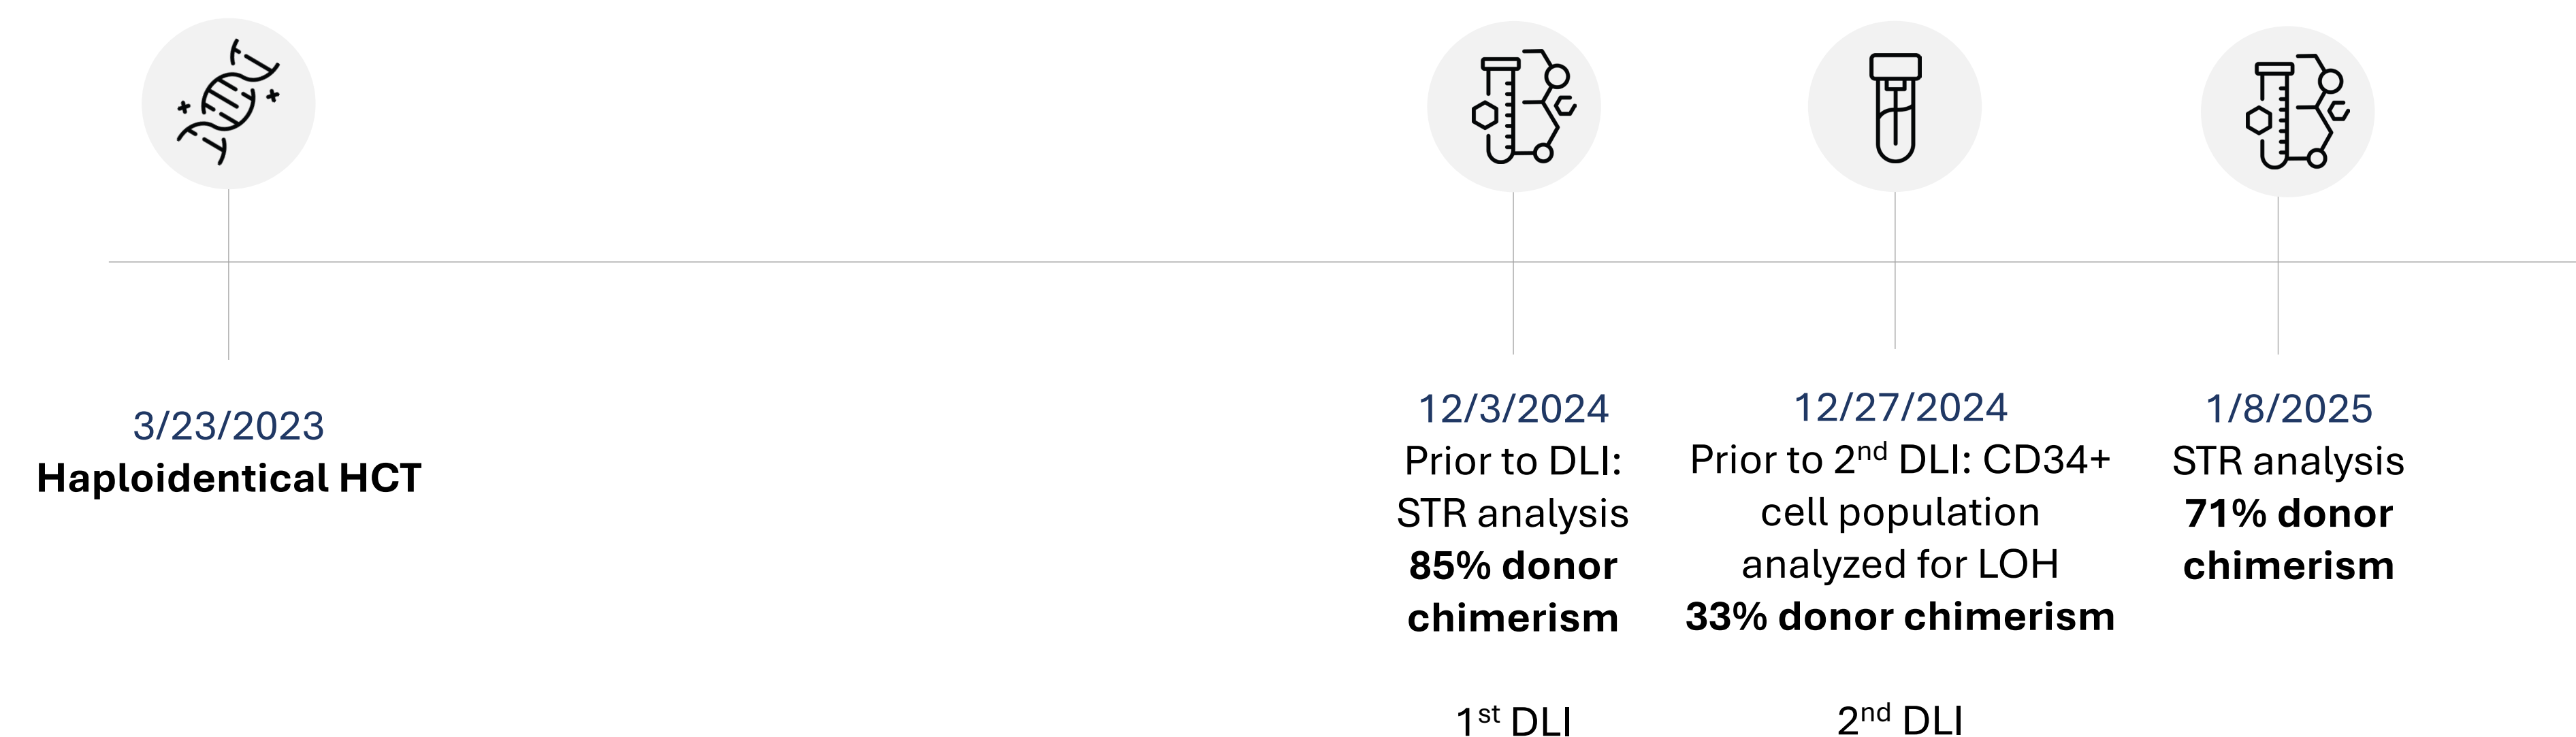 3/23/2023
Haploidentical HCT
12/3/2024
Prior to DLI:
STR analysis
85% donor
chimerism
1st DLI
12/27/2024
Prior to 2nd DLI: CD34+
cell population
analyzed for LOH
33% donor chimerism
2nd DLI
1/8/2025
STR analysis
71% donor
chimerism